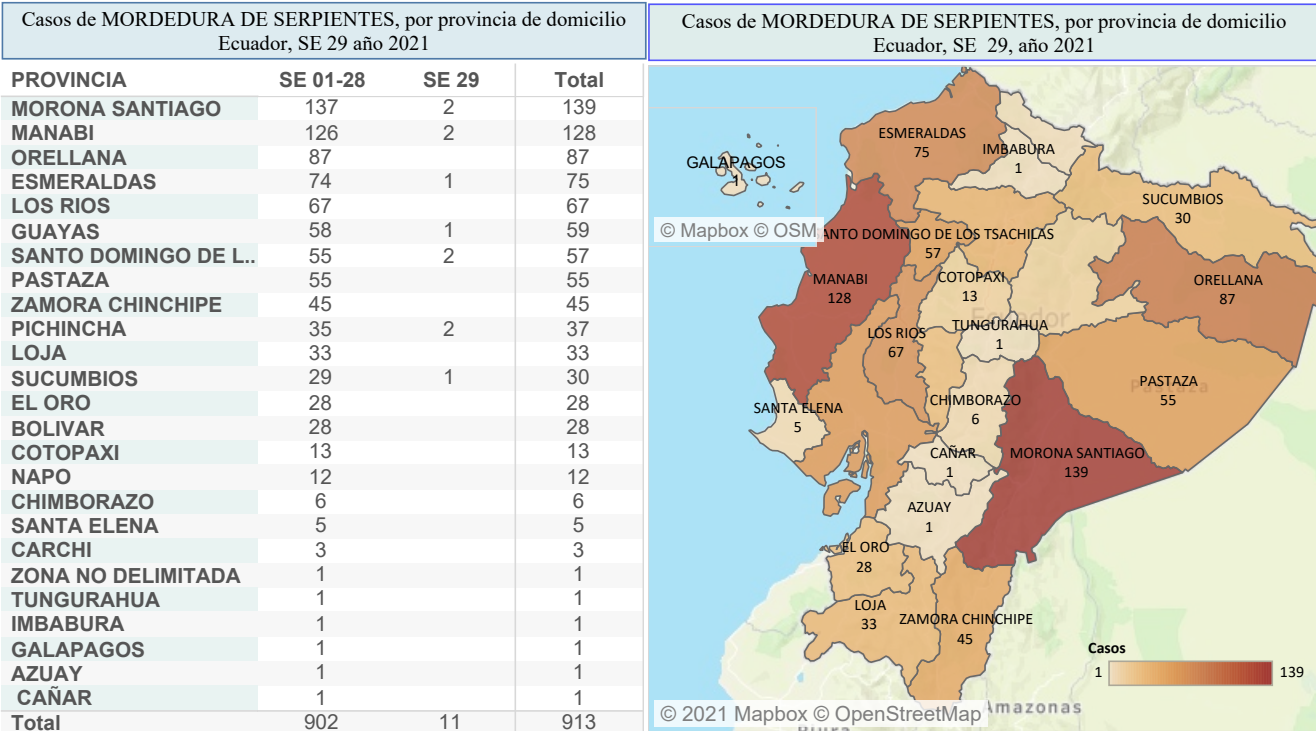 Casos de MORDEDURA DE SERPIENTES, por provincia de domicilio
Ecuador, SE 29 año 2021
PROVINCIA SE 01-28 SE 29 Total
MORONA SANTIAGO 137 2 139
MANABI 126 2 128
ORELLANA 87 87
ESMERALDAS 74 1 75
LOS RIOS 67 67
GUAYAS 58 1 59
SANTO DOMINGO DE L.. 55 2 57
PASTAZA 55 55
ZAMORA CHINCHIPE 45 45
PICHINCHA 35 2 37
LOJA 33 33
SUCUMBIOS 29 1 30
EL ORO 28 28
BOLIVAR 28 28
COTOPAXI 13 13
NAPO 12 12
CHIMBORAZO 6 6
SANTA ELENA 5 5
CARCHI 3 3
ZONA NO DELIMITADA 1 1
TUNGURAHUA 1 1
IMBABURA 1 1
GALAPAGOS 1 1
AZUAY 1 1
CAÑAR 1 1
Total 902 11 913
Casos de MORDEDURA DE SERPIENTES, por provincia de domicilio
Ecuador, SE 29, año 2021
ESMERALDAS
75
IMBABURA
1
GALAPAGOS
1
SUCUMBIOS
30
© Mapbox © OSM
ANTO DOMINGO DE LOS TSACHILAS
57
MANABI
128
COTOPAXI
13
ORELLANA
87
Ecuador
TUNGURAHUA
1
LOS RIOS
67
Pastaza
PASTAZA
55
SANTA ELENA
5
CHIMBORAZO
6
CAÑAR
1
MORONA SANTIAGO
139
AZUAY
1
EL ORO
28
LOJA
33
ZAMORA CHINCHIPE
45
Casos
1 139
© 2021 Mapbox © OpenStreetMap
Amazonas